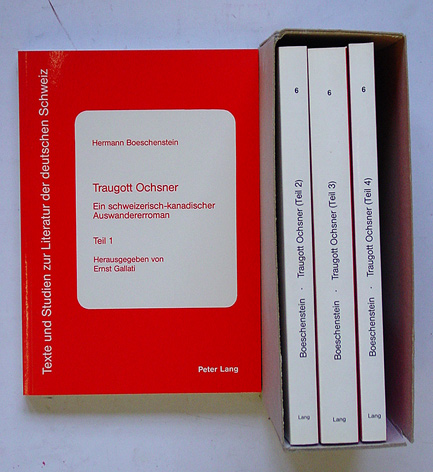 Texte und Studien zur Literatur der deutschen Schweiz
Hermann Boeschenstein
Traugott Ochsner
Ein schweizerisch-kanadischer
Auswandererroman
Teil 1
Herausgegeben von
Ernst Gallati
Peter Lang
6
Boeschenstein · Traugott Ochsner (Teil 2)
Lang
6
Boeschenstein · Traugott Ochsner (Teil 3)
Lang
6
Boeschenstein · Traugott Ochsner (Teil 4)
Lang